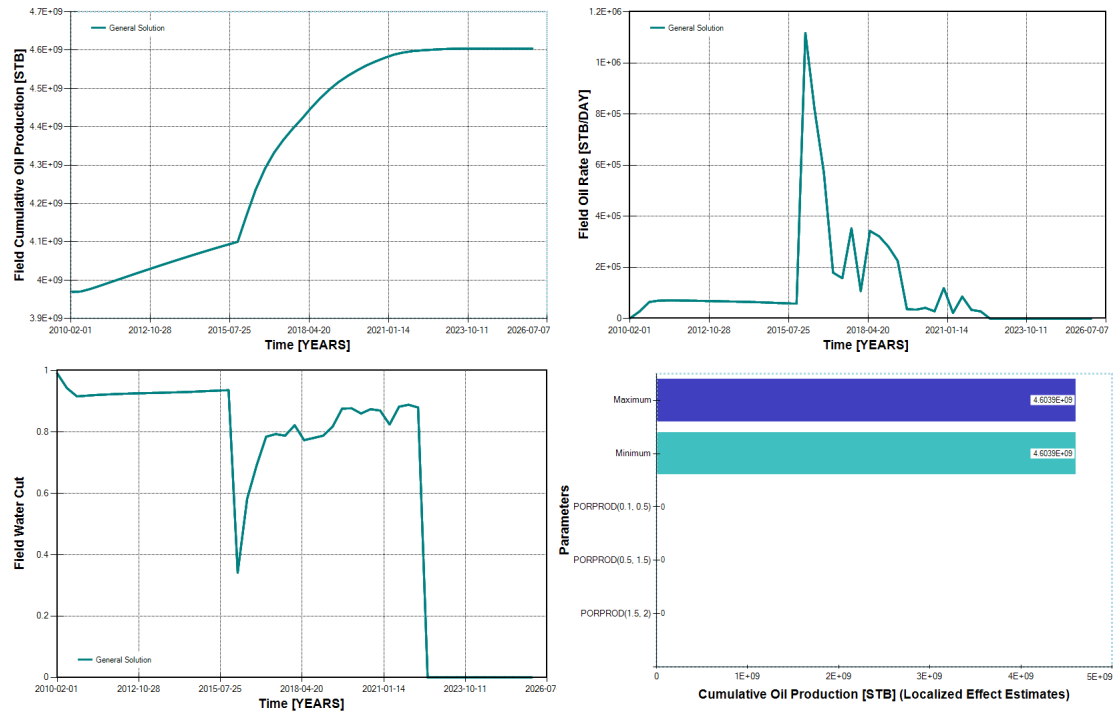 4.7E+09
General Solution
4.6E+09
4.5E+09
4.4E+09
4.3E+09
4.2E+09
4.1E+09
4E+09
3.9E+09
Field Cumulative Oil Production [STB]
2010-02-01 2012-10-28 2015-07-25 2018-04-20 2021-01-14 2023-10-11 2026-07-07
Time [YEARS]
1.2E+06
General Solution
1E+06
8E+05
6E+05
4E+05
2E+05
0
Field Oil Rate [STB/DAY]
2010-02-01 2012-10-28 2015-07-25 2018-04-20 2021-01-14 2023-10-11 2026-07-07
Time [YEARS]
1
0.8
0.6
0.4
0.2
0
Field Water Cut
General Solution
2010-02-01 2012-10-28 2015-07-25 2018-04-20 2021-01-14 2023-10-11 2026-07
Time [YEARS]
Parameters
Maximum 4.6039E+09
Minimum 4.6039E+09
PORPROD(0.1, 0.5) 0
PORPROD(0.5, 1.5) 0
PORPROD(1.5, 2) 0
0 1E+09 2E+09 3E+09 4E+09 5E+09
Cumulative Oil Production [STB] (Localized Effect Estimates)